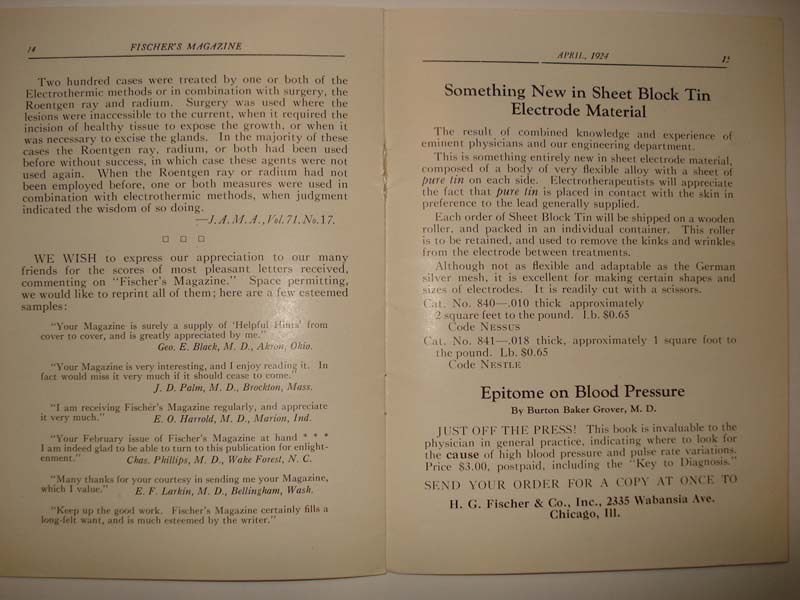 14
FISCHER'S MAGAZINE
Two hundred cases were treated by one or both of the
Electrothermic methods or in combination with surgery, the
Roentgen ray and radium. Surgery was used where the
lesions were inaccessible to the current, when it required the
incision of healthy tissue to expose the growth, or when it
was necessary to excise the glands. In the majority of these
cases the Roentgen ray, radium, or both had been used
before without success, in which case these agents were not
used again. When the Roentgen ray or radium had not
been employed before, one or both measures were used in
combination with electrothermic methods, when judgment
indicated the wisdom of so doing.
—J. A. M. A., Vol. 71, No. 17.
□ □ □
WE WISH to express our appreciation to our many
friends for the scores of most pleasant letters received,
commenting on "Fischer's Magazine." Space permitting,
we would like to reprint all of them; here are a few esteemed
samples:
"Your Magazine is surely a supply of 'Helpful Hints' from
cover to cover, and is greatly appreciated by me."
Geo. E. Black, M. D., Akron, Ohio.
"Your Magazine is very interesting, and I enjoy reading it. In
fact would miss it very much if it should cease to come."
J. D. Palm, M. D., Brockton, Mass.
"I am receiving Fischer's Magazine regularly, and appreciate
it very much." E. O. Harrold, M. D., Marion, Ind.
"Your February issue of Fischer's Magazine at hand * * *
I am indeed glad to be able to turn to this publication for enlight-
enment." Chas. Phillips, M. D., Wake Forest, N. C.
"Many thanks for your courtesy in sending me your Magazine,
which I value." E. F. Larkin, M. D., Bellingham, Wash.
"Keep up the good work. Fischer's Magazine certainly fills a
long-felt want, and is much esteemed by the writer."
APRIL, 1924
15
Something New in Sheet Block Tin
Electrode Material
The result of combined knowledge and experience of
eminent physicians and our engineering department.
This is something entirely new in sheet electrode material,
composed of a body of very flexible alloy with a sheet of
pure tin on each side. Electrotherapeutists will appreciate
the fact that pure tin is placed in contact with the skin in
preference to the lead generally supplied.
Each order of Sheet Block Tin will be shipped on a wooden
roller, and packed in an individual container. This roller
is to be retained, and used to remove the kinks and wrinkles
from the electrode between treatments.
Although not as flexible and adaptable as the German
silver mesh, it is excellent for making certain shapes and
sizes of electrodes. It is readily cut with a scissors.
Cat. No. 840—.010 thick approximately
2 square feet to the pound. Lb. $0.65
Code NESSUS
Cat. No. 841—.018 thick, approximately 1 square foot to
the pound. Lb. $0.65
Code NESTLE
Epitome on Blood Pressure
By Burton Baker Grover, M. D.
JUST OFF THE PRESS! This book is invaluable to the
physician in general practice, indicating where to look for
the cause of high blood pressure and pulse rate variations.
Price $3.00, postpaid, including the "Key to Diagnosis."
SEND YOUR ORDER FOR A COPY AT ONCE TO
H. G. Fischer & Co., Inc., 2335 Wabansia Ave.
Chicago, Ill.